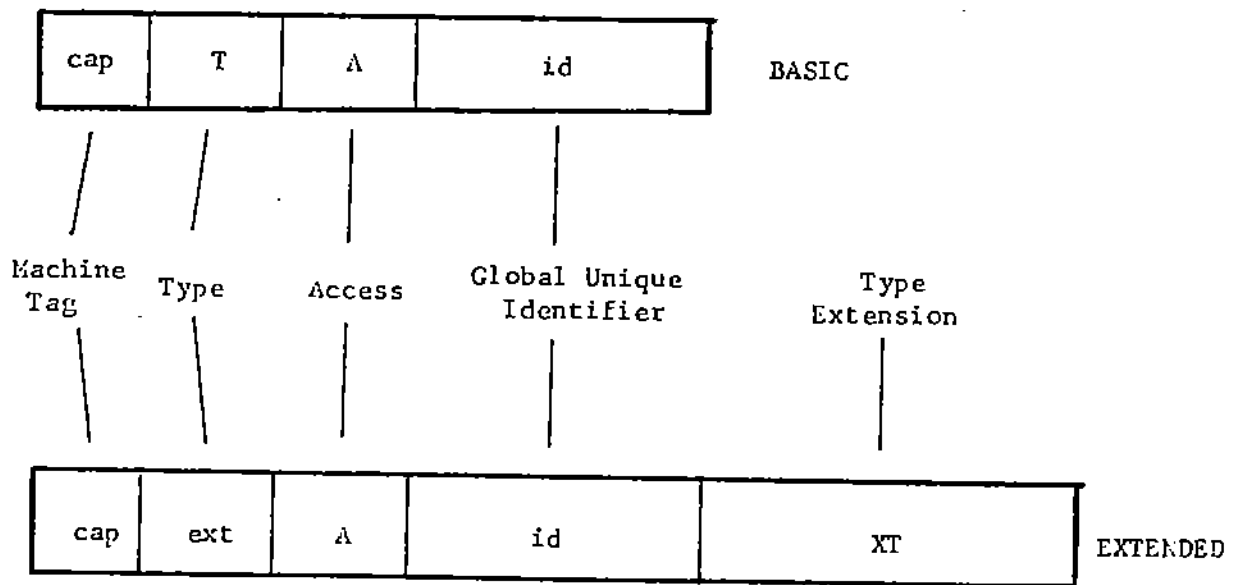 cap T A id BASIC
Machine Tag
Type
Access
Global Unique
Identifier
Type
Extension
cap ext A id XT EXTENDED